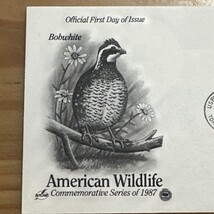 Official First Day of Issue
Bobwhite
American Wildlife
Commemorative Series of 1987